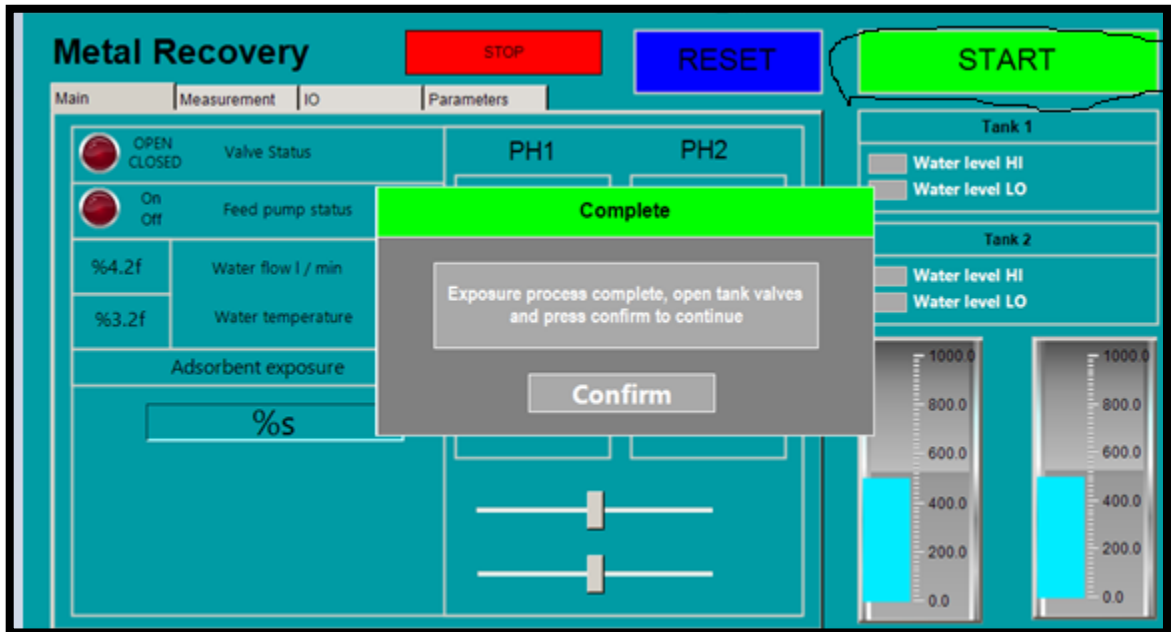 Metal Recovery
STOP
RESET
START
Main
Measurement
IO
Parameters
OPEN
CLOSED
Valve Status
PH1
PH2
On
Off
Feed pump status
%4.2f
Water flow l / min
%3.2f
Water temperature
Adsorbent exposure
%s
Complete
Exposure process complete, open tank valves
and press confirm to continue
Confirm
Tank 1
Water level HI
Water level LO
Tank 2
Water level HI
Water level LO
1000.0
800.0
600.0
400.0
200.0
0.0
1000.0
800.0
600.0
400.0
200.0
0.0